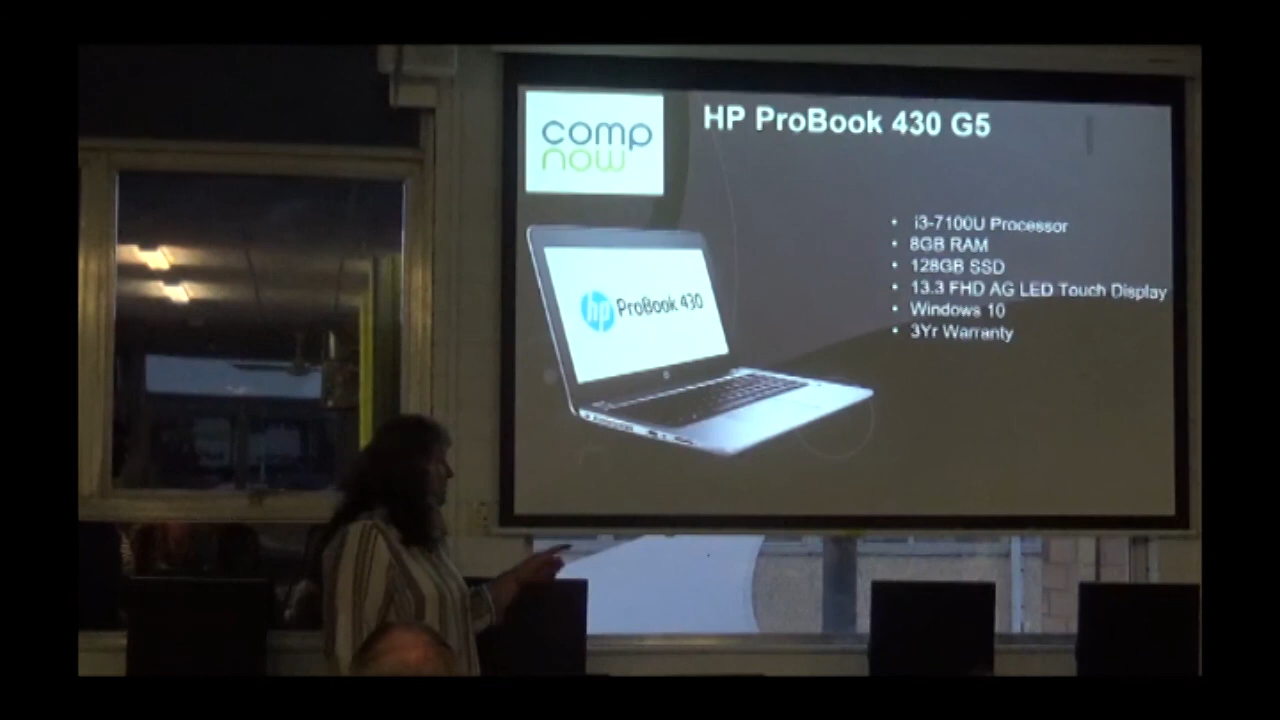 comp
now
HP ProBook 430 G5
hp ProBook 430
• i3-7100U Processor
• 8GB RAM
• 128GB SSD
• 13.3 FHD AG LED Touch Display
• Windows 10
• 3Yr Warranty